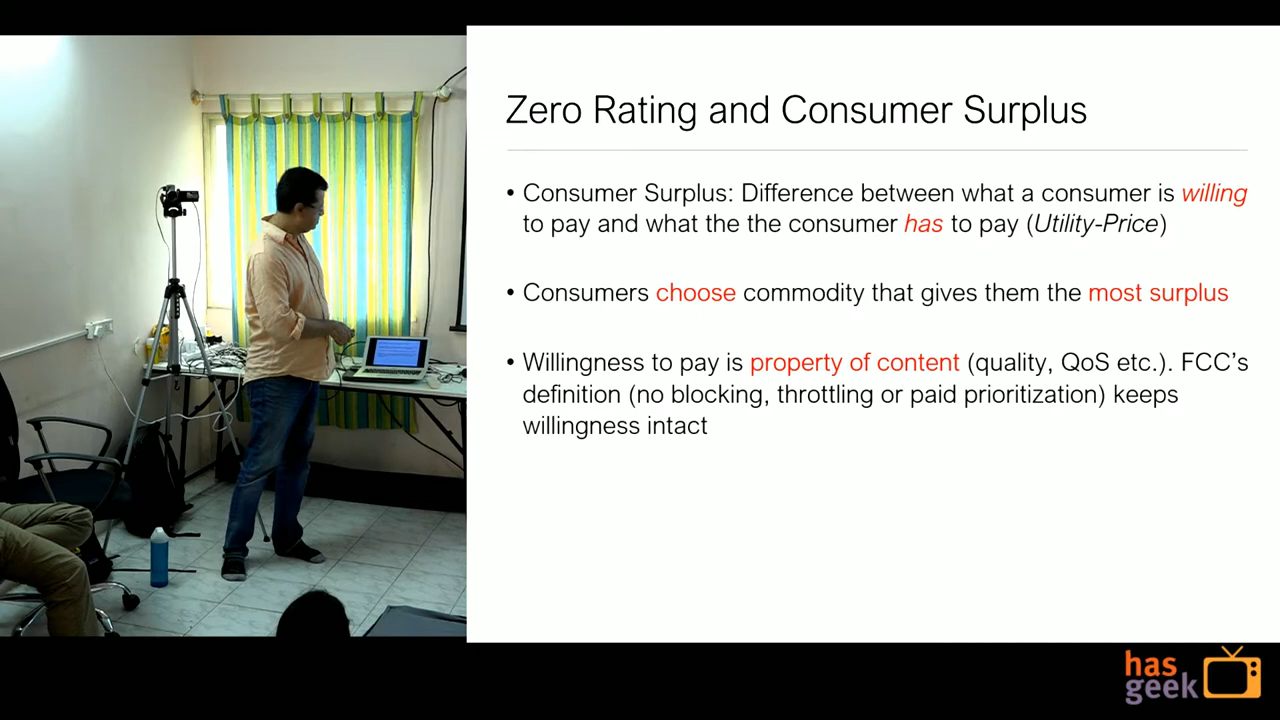 Zero Rating and Consumer Surplus
• Consumer Surplus: Difference between what a consumer is willing
to pay and what the the consumer has to pay (Utility-Price)
• Consumers choose commodity that gives them the most surplus
• Willingness to pay is property of content (quality, QoS etc.). FCC’s
definition (no blocking, throttling or paid prioritization) keeps
willingness intact
has
geek